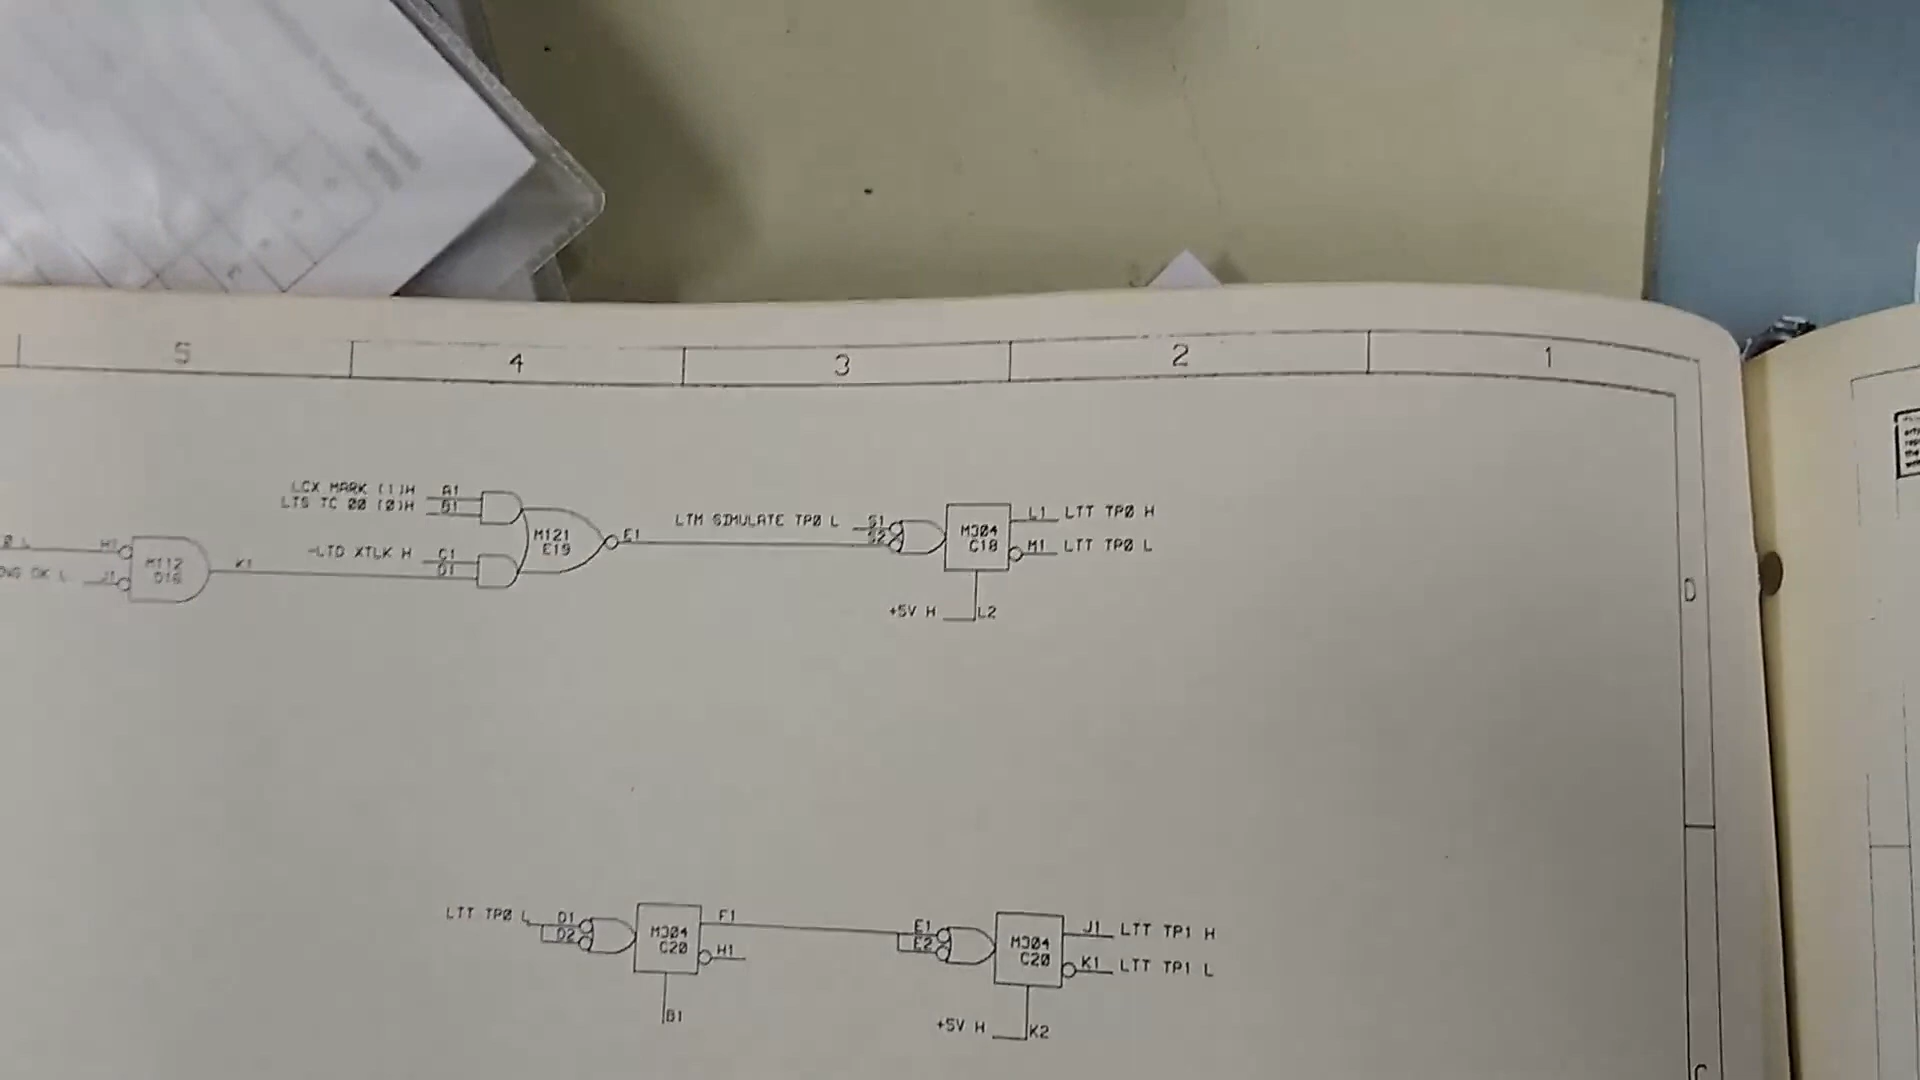 5 4 3 2 1
LCX MARK (1)H A1
LTS TC 00 (0)H B1
M121
E19
E1
-LTD XTLK H C1
D1
0 L H1
OK L J1
M112
D16
K1
LTM SIMULATE TP0 L S1
S2
M304
C18
L1 LTT TP0 H
M1 LTT TP0 L
+5V H L2
D
LTT TP0 L D1
D2
M304
C20
F1
H1
B1
E1
E2
M304
C20
J1 LTT TP1 H
K1 LTT TP1 L
+5V H K2
C